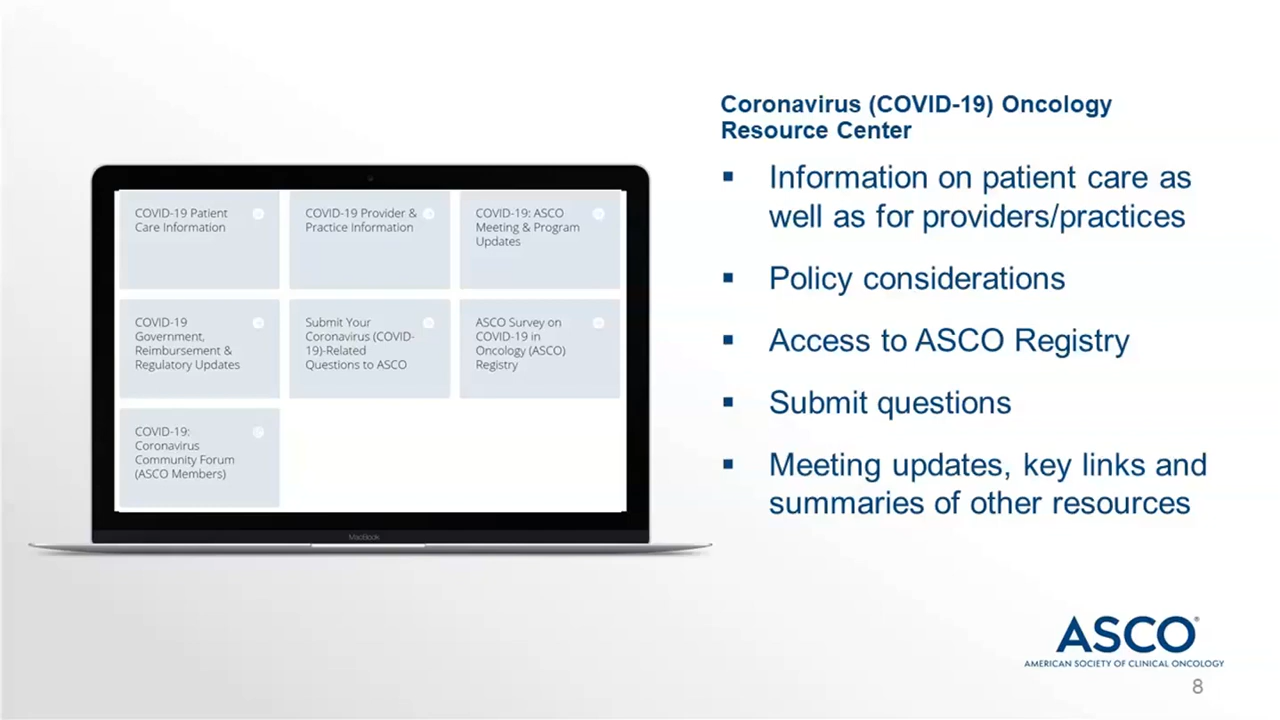 Coronavirus (COVID-19) Oncology
Resource Center
▪ Information on patient care as
well as for providers/practices
▪ Policy considerations
▪ Access to ASCO Registry
▪ Submit questions
▪ Meeting updates, key links and
summaries of other resources
COVID-19 Patient
Care Information
COVID-19 Provider &
Practice Information
COVID-19: ASCO
Meeting & Program
Updates
COVID-19
Government,
Reimbursement &
Regulatory Updates
Submit Your
Coronavirus (COVID-
19)-Related
Questions to ASCO
ASCO Survey on
COVID-19 in
Oncology (ASCO)
Registry
COVID-19:
Coronavirus
Community Forum
(ASCO Members)
MacBook
ASCO®
AMERICAN SOCIETY OF CLINICAL ONCOLOGY
8